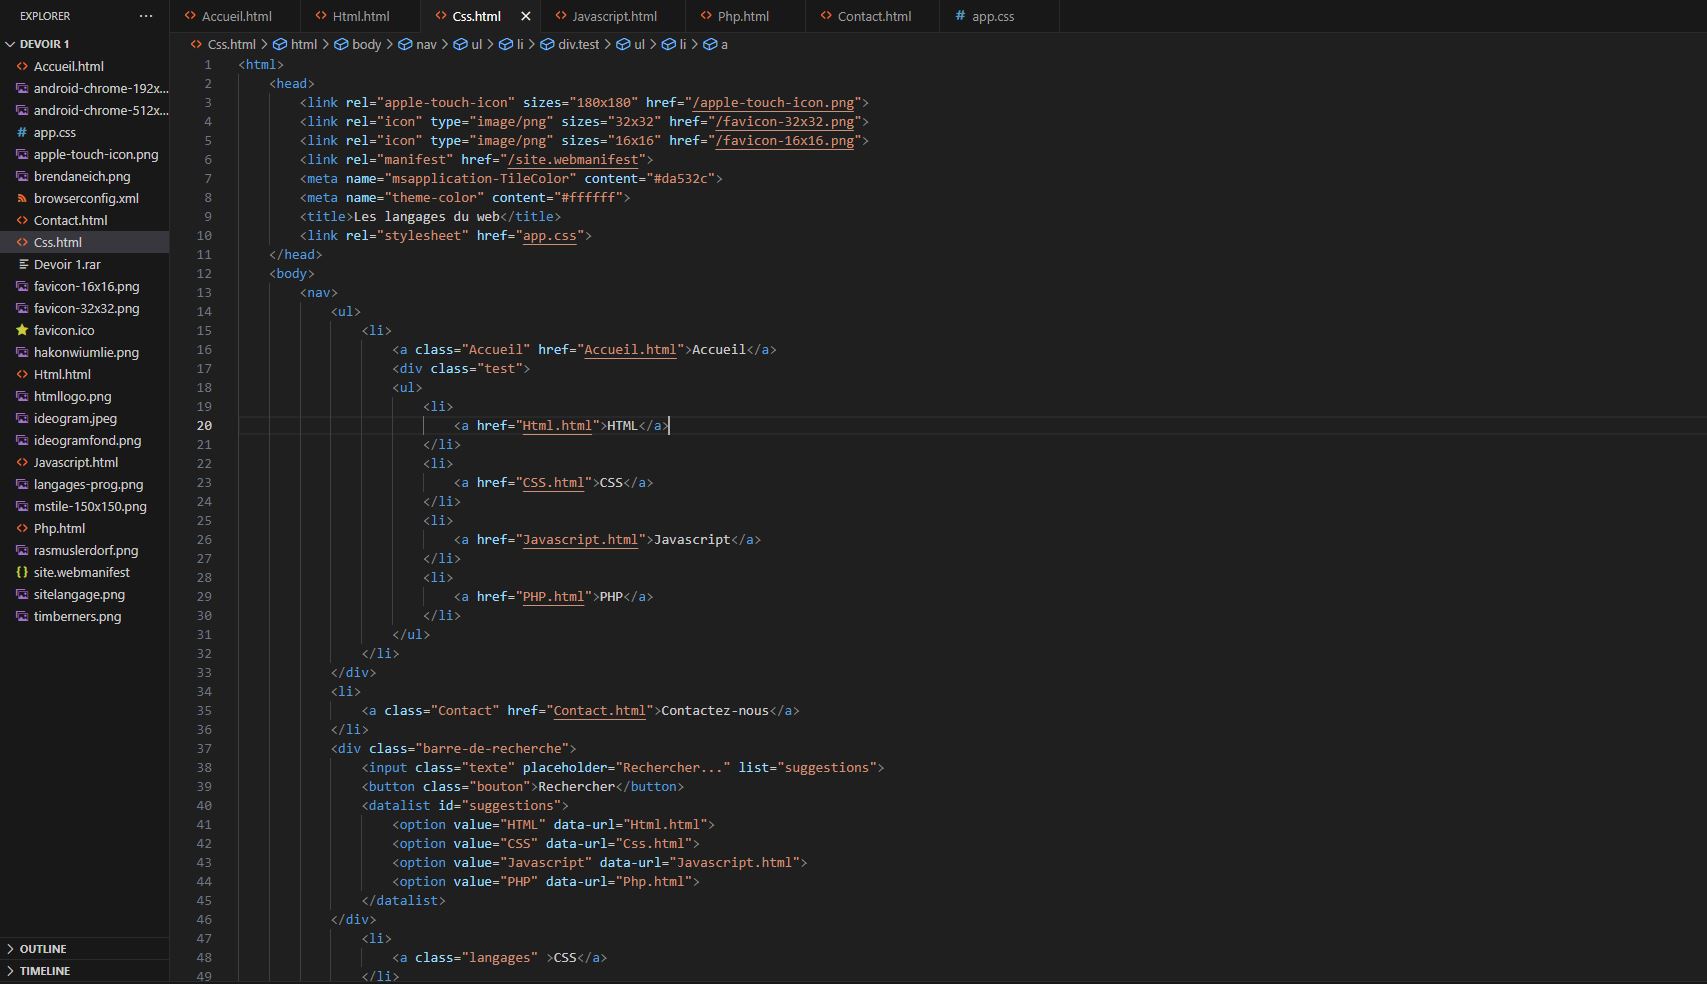 EXPLORER ···
DEVOIR 1
Accueil.html
android-chrome-192x...
android-chrome-512x...
app.css
apple-touch-icon.png
brendaneich.png
browserconfig.xml
Contact.html
Css.html
Devoir 1.rar
favicon-16x16.png
favicon-32x32.png
favicon.ico
hakonwiumlie.png
Html.html
htmllogo.png
ideogram.jpeg
ideogramfond.png
Javascript.html
langages-prog.png
mstile-150x150.png
Php.html
rasmuslerdorf.png
site.webmanifest
sitelangage.png
timberners.png
OUTLINE
TIMELINE
Accueil.html Html.html Css.html Javascript.html Php.html Contact.html app.css
Css.html > html > body > nav > ul > li > div.test > ul > li > a
1 <html>
2 <head>
3 <link rel="apple-touch-icon" sizes="180x180" href="/apple-touch-icon.png">
4 <link rel="icon" type="image/png" sizes="32x32" href="/favicon-32x32.png">
5 <link rel="icon" type="image/png" sizes="16x16" href="/favicon-16x16.png">
6 <link rel="manifest" href="/site.webmanifest">
7 <meta name="msapplication-TileColor" content="#da532c">
8 <meta name="theme-color" content="#ffffff">
9 <title>Les langages du web</title>
10 <link rel="stylesheet" href="app.css">
11 </head>
12 <body>
13 <nav>
14 <ul>
15 <li>
16 <a class="Accueil" href="Accueil.html">Accueil</a>
17 <div class="test">
18 <ul>
19 <li>
20 <a href="Html.html">HTML</a>
21 </li>
22 <li>
23 <a href="CSS.html">CSS</a>
24 </li>
25 <li>
26 <a href="Javascript.html">Javascript</a>
27 </li>
28 <li>
29 <a href="PHP.html">PHP</a>
30 </li>
31 </ul>
32 </li>
33 </div>
34 <li>
35 <a class="Contact" href="Contact.html">Contactez-nous</a>
36 </li>
37 <div class="barre-de-recherche">
38 <input class="texte" placeholder="Rechercher..." list="suggestions">
39 <button class="bouton">Rechercher</button>
40 <datalist id="suggestions">
41 <option value="HTML" data-url="Html.html">
42 <option value="CSS" data-url="Css.html">
43 <option value="Javascript" data-url="Javascript.html">
44 <option value="PHP" data-url="Php.html">
45 </datalist>
46 </div>
47 <li>
48 <a class="langages" >CSS</a>
49 </li>